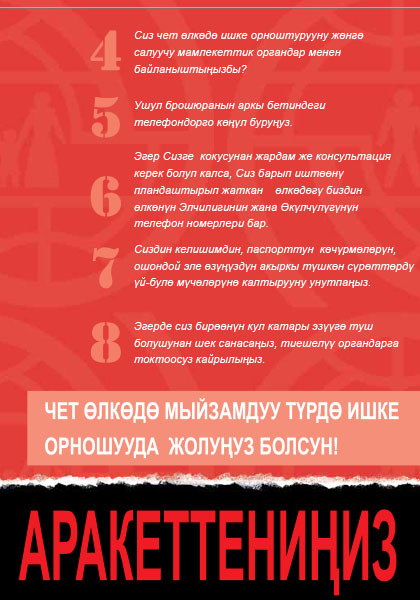 4 Сиз чет өлкөдө ишке орноштурууну жөнгө
салуучу мамлекеттик органдар менен
байланыштыңызбы?
5 Ушул брошюранын аркы бетиндеги
телефондорго көңүл буруңуз.
6 Эгер Сизге кокусунан жардам же консультация
керек болуп калса, Сиз барып иштөөнү
пландаштырып жаткан өлкөдөгү биздин
өлкөнүн Элчилигинин жана Өкүлчүлүгүнүн
телефон номерлери бар.
7 Сиздин келишимдин, паспорттун көчүрмөлөрүн,
ошондой эле өзүңүздүн акыркы түшкөн сүрөттөрдү
үй-бүлө мүчөлөрүнө калтырууну унутпаңыз.
8 Эгерде сиз бирөөнүн кул катары эзүүгө туш
болушунан шек санасаңыз, тиешелүү органдарга
токтоосуз кайрылыңыз.
ЧЕТ ӨЛКӨДӨ МЫЙЗАМДУУ ТҮРДӨ ИШКЕ
ОРНОШУУДА ЖОЛУҢУЗ БОЛСУН!
АРАКЕТТЕНИҢИЗ